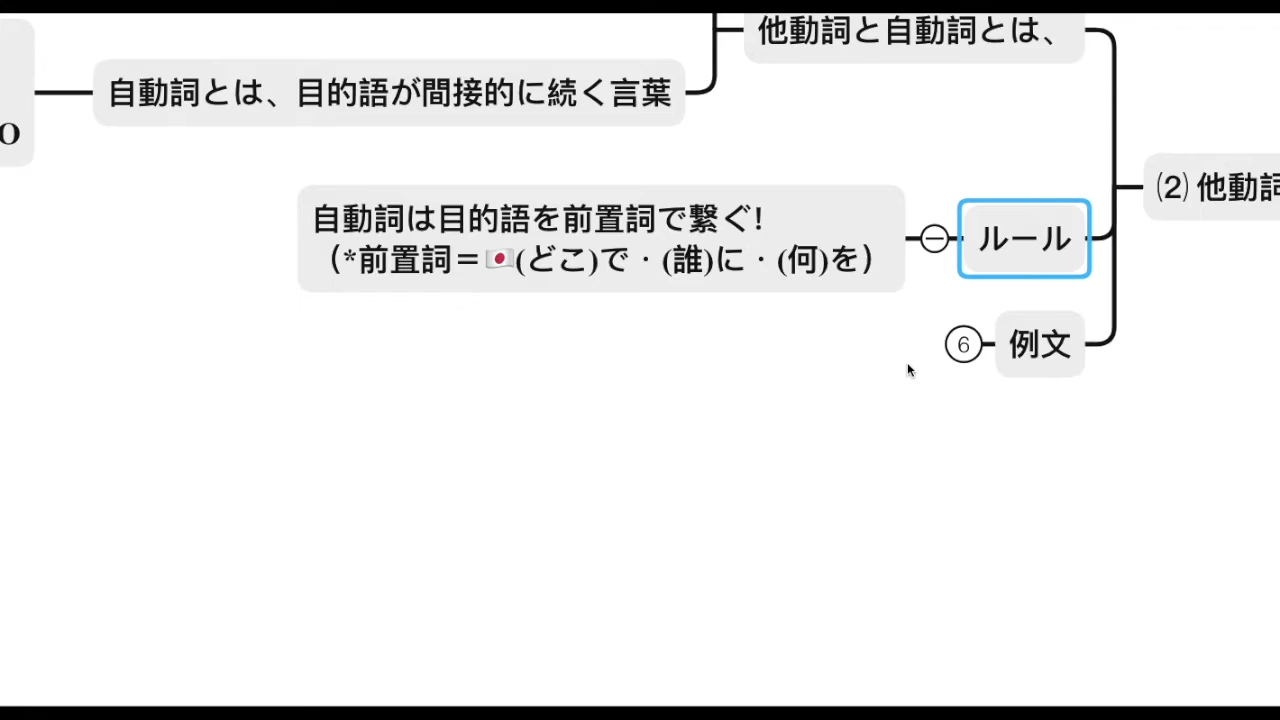 他動詞と自動詞とは、
自動詞とは、目的語が間接的に続く言葉
O
(2) 他動詞
自動詞は目的語を前置詞で繋ぐ!
（*前置詞＝🇯🇵(どこ)で・(誰)に・(何)を）
ルール
6
例文